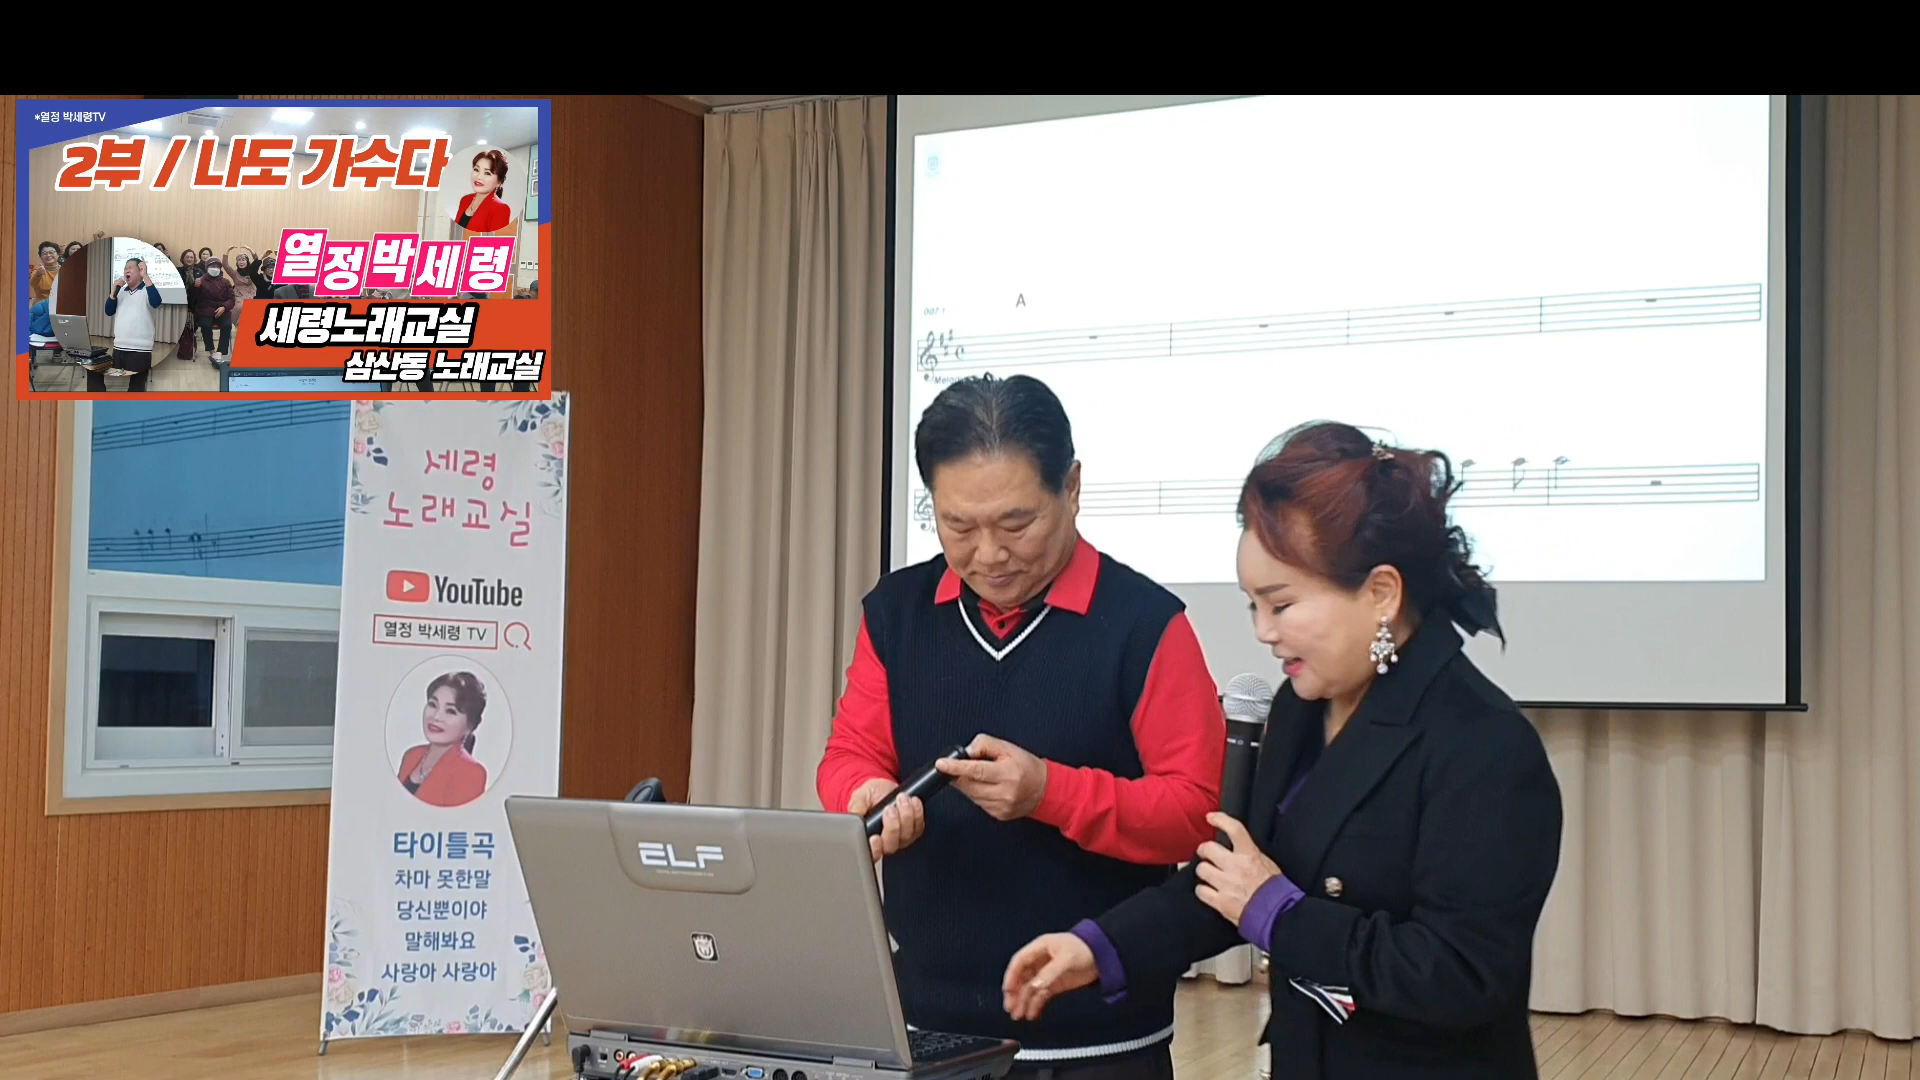 *열정 박세령TV
2부 / 나도 가수다
열정박세령
세령노래교실
삼산동 노래교실
세령
노래교실
YouTube
열정 박세령 TV
타이틀곡
차마 못한말
당신뿐이야
말해봐요
사랑아 사랑아
A
ELF